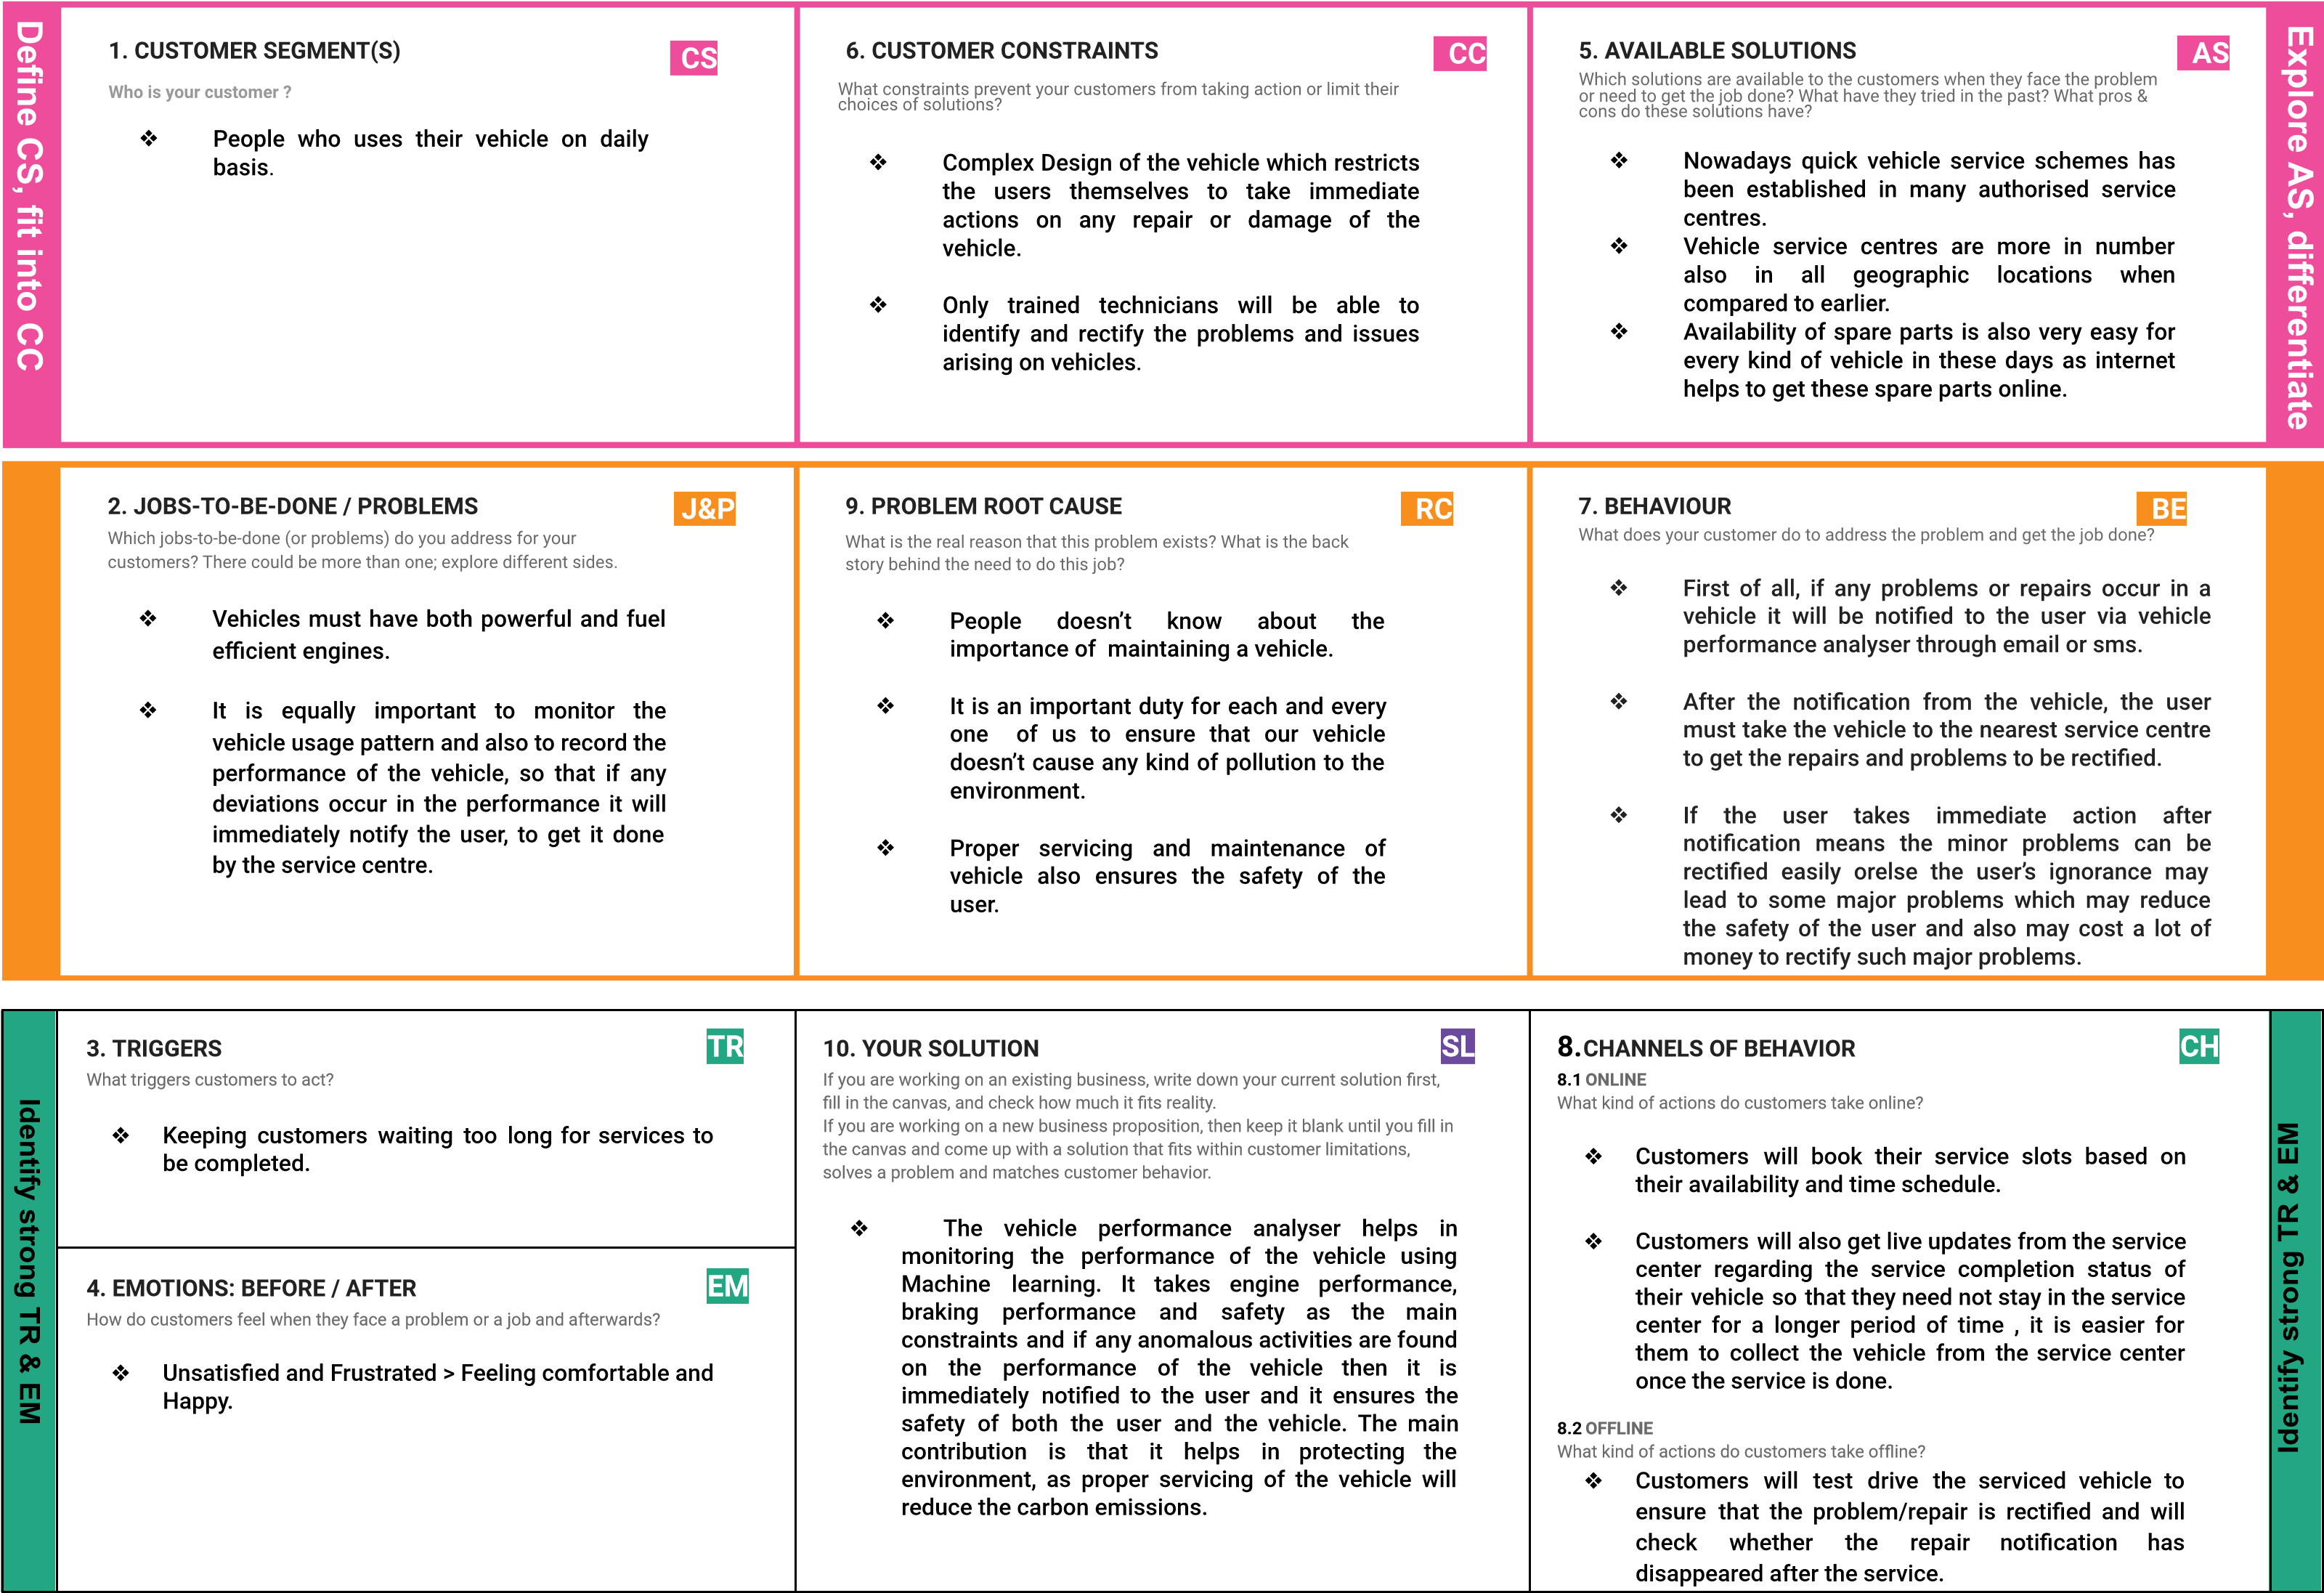 Define CS, fit into CC
1. CUSTOMER SEGMENT(S)
CS
Who is your customer ?
❖ People who uses their vehicle on daily
basis.
6. CUSTOMER CONSTRAINTS
CC
What constraints prevent your customers from taking action or limit their
choices of solutions?
❖ Complex Design of the vehicle which restricts
the users themselves to take immediate
actions on any repair or damage of the
vehicle.
❖ Only trained technicians will be able to
identify and rectify the problems and issues
arising on vehicles.
5. AVAILABLE SOLUTIONS
AS
Which solutions are available to the customers when they face the problem
or need to get the job done? What have they tried in the past? What pros &
cons do these solutions have?
❖ Nowadays quick vehicle service schemes has
been established in many authorised service
centres.
❖ Vehicle service centres are more in number
also in all geographic locations when
compared to earlier.
❖ Availability of spare parts is also very easy for
every kind of vehicle in these days as internet
helps to get these spare parts online.
Explore AS, differentiate
2. JOBS-TO-BE-DONE / PROBLEMS
J&P
Which jobs-to-be-done (or problems) do you address for your
customers? There could be more than one; explore different sides.
❖ Vehicles must have both powerful and fuel
efficient engines.
❖ It is equally important to monitor the
vehicle usage pattern and also to record the
performance of the vehicle, so that if any
deviations occur in the performance it will
immediately notify the user, to get it done
by the service centre.
9. PROBLEM ROOT CAUSE
RC
What is the real reason that this problem exists? What is the back
story behind the need to do this job?
❖ People doesn't know about the
importance of maintaining a vehicle.
❖ It is an important duty for each and every
one of us to ensure that our vehicle
doesn't cause any kind of pollution to the
environment.
❖ Proper servicing and maintenance of
vehicle also ensures the safety of the
user.
7. BEHAVIOUR
BE
What does your customer do to address the problem and get the job done?
❖ First of all, if any problems or repairs occur in a
vehicle it will be notified to the user via vehicle
performance analyser through email or sms.
❖ After the notification from the vehicle, the user
must take the vehicle to the nearest service centre
to get the repairs and problems to be rectified.
❖ If the user takes immediate action after
notification means the minor problems can be
rectified easily orelse the user's ignorance may
lead to some major problems which may reduce
the safety of the user and also may cost a lot of
money to rectify such major problems.
Identify strong TR & EM
3. TRIGGERS
TR
What triggers customers to act?
❖ Keeping customers waiting too long for services to
be completed.
4. EMOTIONS: BEFORE / AFTER
EM
How do customers feel when they face a problem or a job and afterwards?
❖ Unsatisfied and Frustrated > Feeling comfortable and
Happy.
10. YOUR SOLUTION
SL
If you are working on an existing business, write down your current solution first,
fill in the canvas, and check how much it fits reality.
If you are working on a new business proposition, then keep it blank until you fill in
the canvas and come up with a solution that fits within customer limitations,
solves a problem and matches customer behavior.
❖ The vehicle performance analyser helps in
monitoring the performance of the vehicle using
Machine learning. It takes engine performance,
braking performance and safety as the main
constraints and if any anomalous activities are found
on the performance of the vehicle then it is
immediately notified to the user and it ensures the
safety of both the user and the vehicle. The main
contribution is that it helps in protecting the
environment, as proper servicing of the vehicle will
reduce the carbon emissions.
8.CHANNELS OF BEHAVIOR
CH
8.1 ONLINE
What kind of actions do customers take online?
❖ Customers will book their service slots based on
their availability and time schedule.
❖ Customers will also get live updates from the service
center regarding the service completion status of
their vehicle so that they need not stay in the service
center for a longer period of time , it is easier for
them to collect the vehicle from the service center
once the service is done.
8.2 OFFLINE
What kind of actions do customers take offline?
❖ Customers will test drive the serviced vehicle to
ensure that the problem/repair is rectified and will
check whether the repair notification has
disappeared after the service.
Identify strong TR & EM